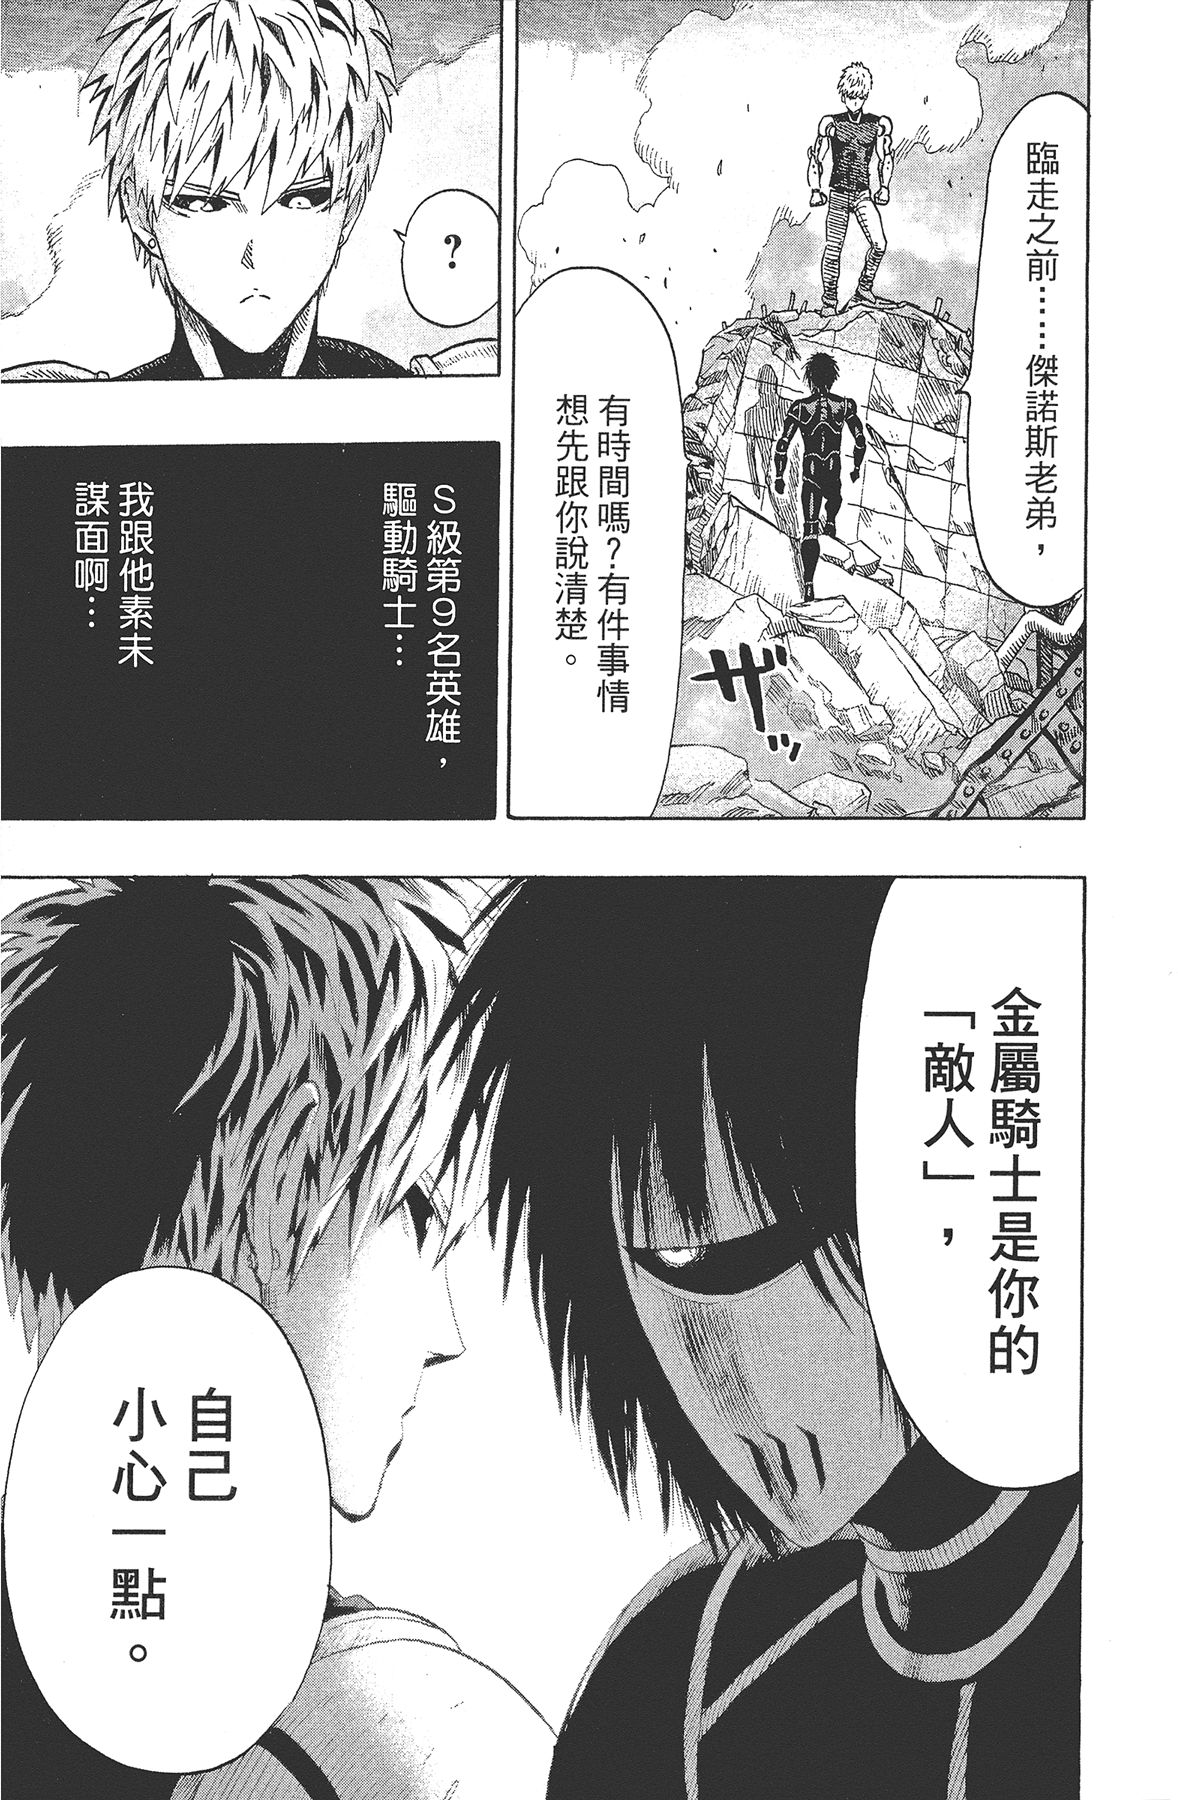 臨走之前……傑諾斯老弟，
有時間嗎？有件事情
想先跟你說清楚。
ザッ
？
S級第9名英雄，
驅動騎士…
我跟他素未
謀面啊…
金屬騎士是你的
「敵人」，
自己
小心一點。